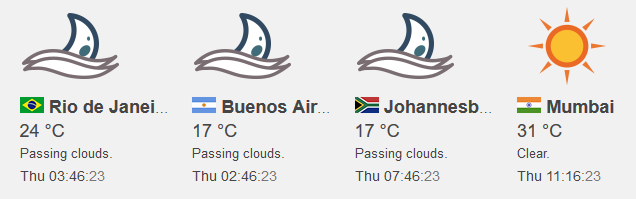 Rio de Janei...
24 °C
Passing clouds.
Thu 03:46:23
Buenos Air...
17 °C
Passing clouds.
Thu 02:46:23
Johannesb...
17 °C
Passing clouds.
Thu 07:46:23
Mumbai
31 °C
Clear.
Thu 11:16:23